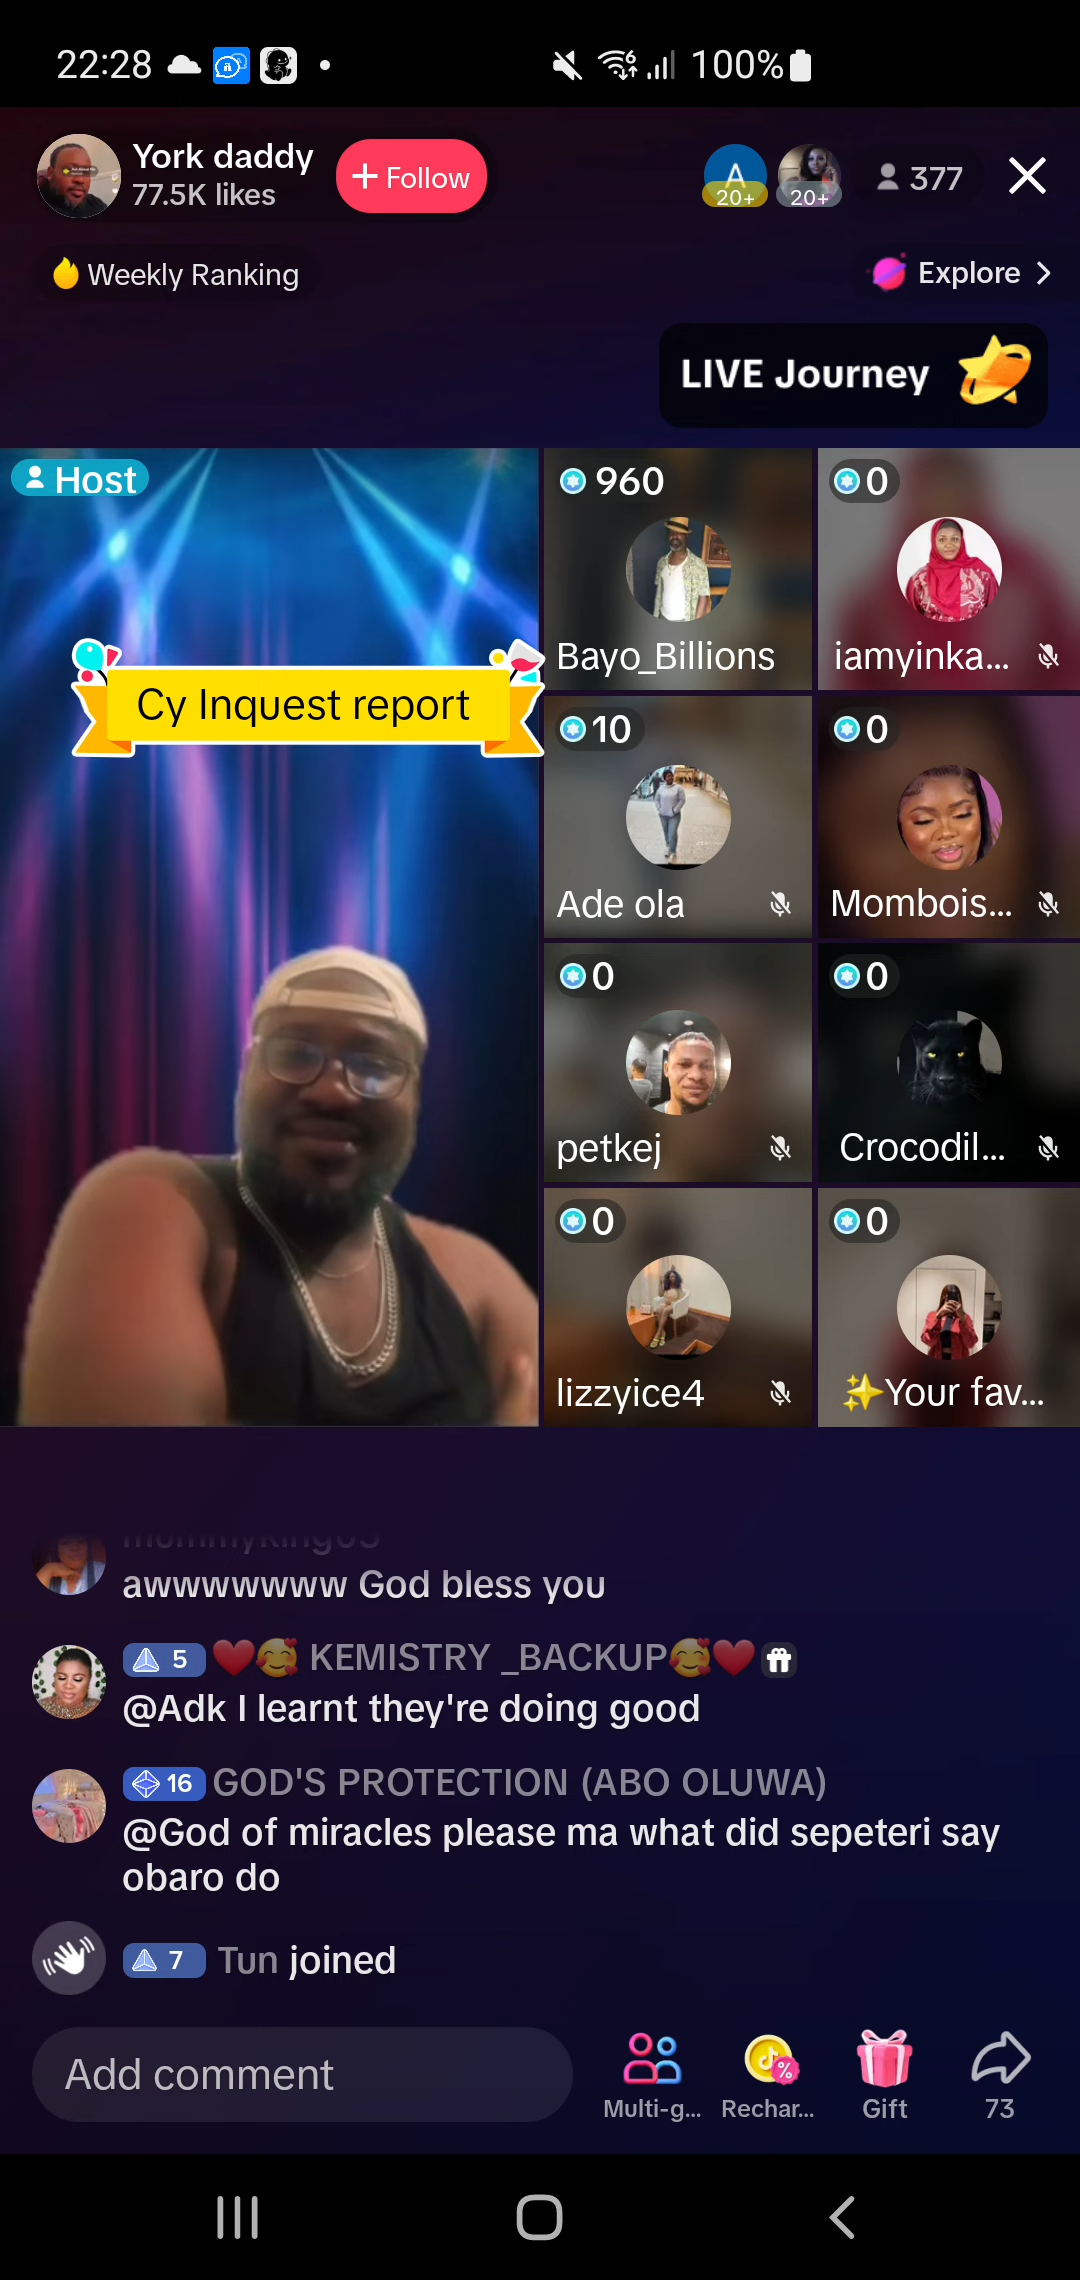 22:28
100%
York daddy
77.5K likes
+ Follow
A
20+
20+
377
Weekly Ranking
Explore
LIVE Journey
Host
Cy Inquest report
960
Bayo_Billions
0
iamyinka...
10
Ade ola
0
Mombois...
0
petkej
0
Crocodil...
0
lizzyice4
0
✨Your fav...
awwwwwww God bless you
5 ❤️🥰 KEMISTRY _BACKUP🥰❤️
@Adk I learnt they're doing good
16 GOD'S PROTECTION (ABO OLUWA)
@God of miracles please ma what did sepeteri say
obaro do
7 Tun joined
Add comment
Multi-g...
Rechar...
Gift
73